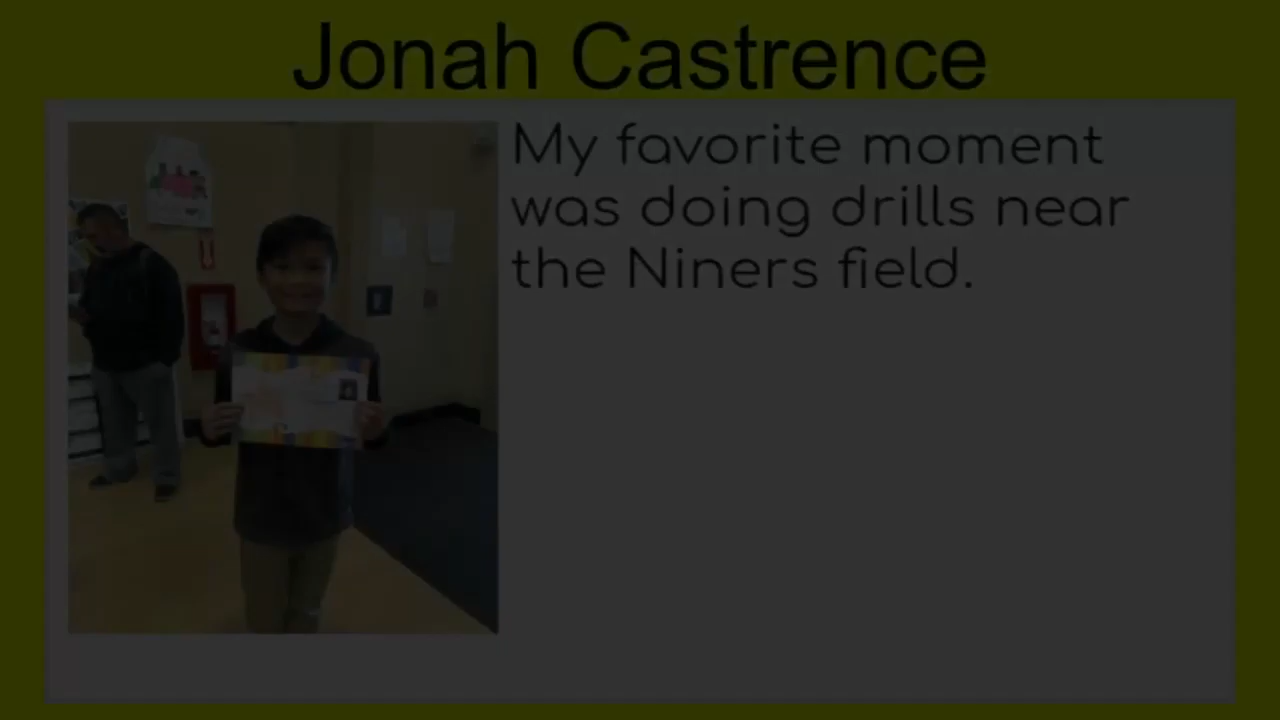 Jonah Castrence
My favorite moment
was doing drills near
the Niners field.